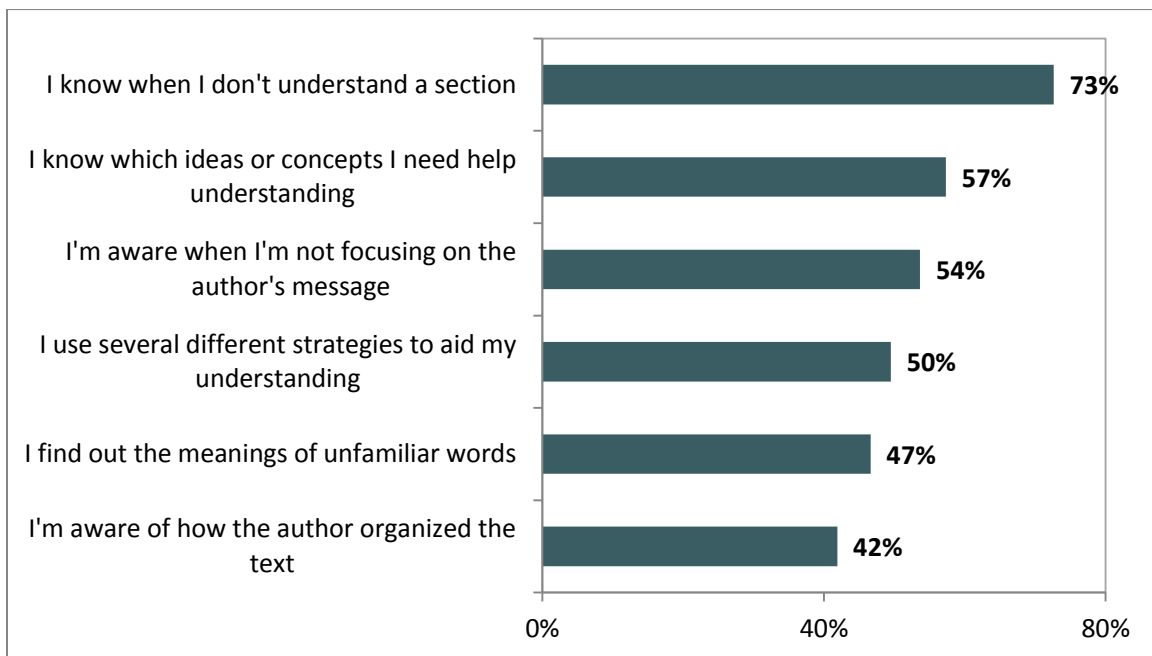 I know when I don't understand a section
73%
I know which ideas or concepts I need help
understanding
57%
I'm aware when I'm not focusing on the
author's message
54%
I use several different strategies to aid my
understanding
50%
I find out the meanings of unfamiliar words
47%
I'm aware of how the author organized the
text
42%
0%
40%
80%